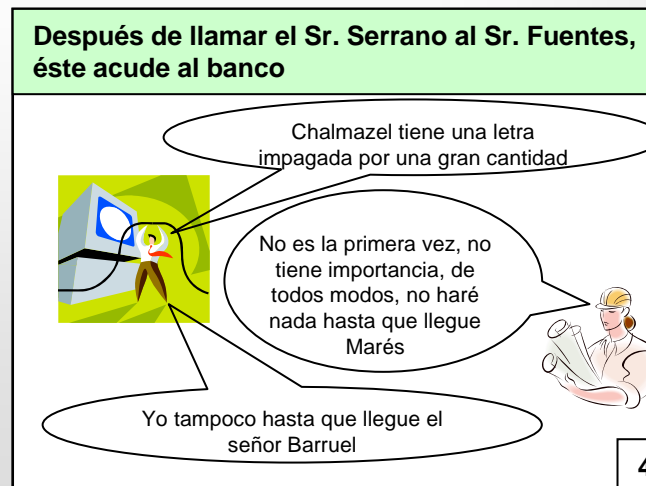 Después de llamar el Sr. Serrano al Sr. Fuentes,
éste acude al banco
Chalmazel tiene una letra
impagada por una gran cantidad
No es la primera vez, no
tiene importancia, de
todos modos, no haré
nada hasta que llegue
Marés
Yo tampoco hasta que llegue el
señor Barruel
4